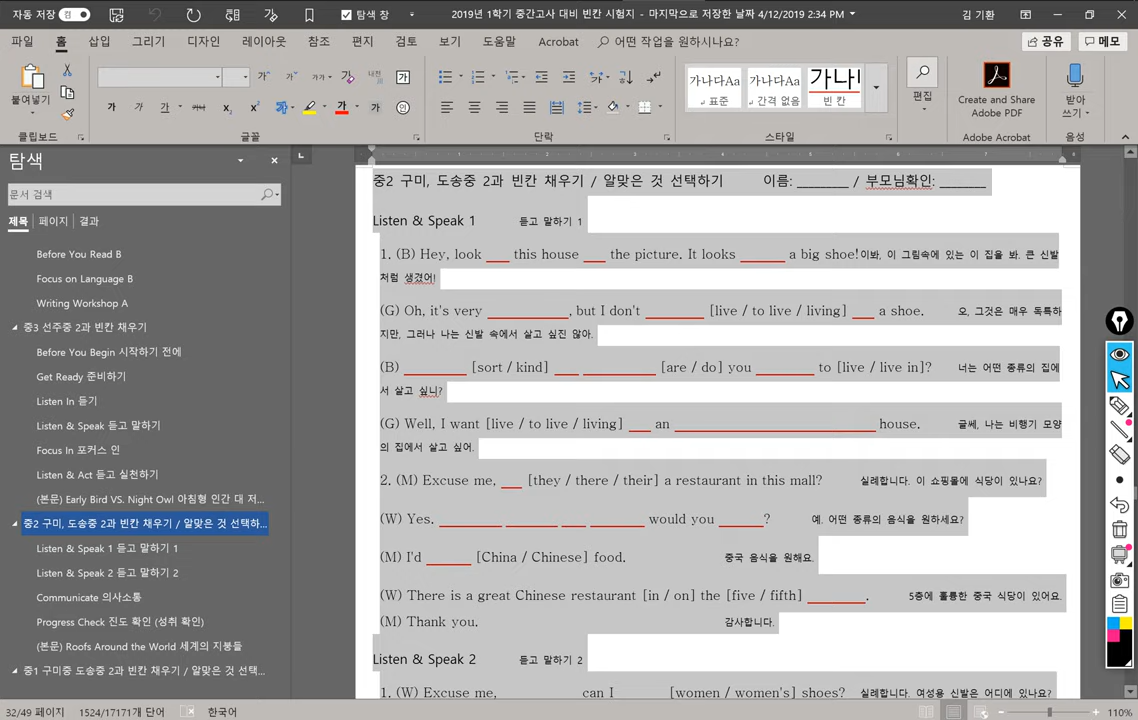 자동 저장 켬 탐색 창 2019년 1학기 중간고사 대비 빈칸 시험지 - 마지막으로 저장한 날짜 4/12/2019 2:34 PM 김 기환
파일 홈 삽입 그리기 디자인 레이아웃 참조 편지 검토 보기 도움말 Acrobat 어떤 작업을 원하시나요? 공유 메모
붙여넣기
가나다AaBb 표준
가나다Aa 간격 없음
가나 빈 칸
편집
Create and Share Adobe PDF
받아쓰기
클립보드 글꼴 단락 스타일 Adobe Acrobat 음성
탐색
문서 검색
제목 페이지 결과
Before You Read B
Focus on Language B
Writing Workshop A
중3 선주중 2과 빈칸 채우기
Before You Begin 시작하기 전에
Get Ready 준비하기
Listen In 듣기
Listen & Speak 듣고 말하기
Focus In 포커스 인
Listen & Act 듣고 실천하기
(본문) Early Bird VS. Night Owl 아침형 인간 대 저...
중2 구미, 도송중 2과 빈칸 채우기 / 알맞은 것 선택하...
Listen & Speak 1 듣고 말하기 1
Listen & Speak 2 듣고 말하기 2
Communicate 의사소통
Progress Check 진도 확인 (성취 확인)
(본문) Roofs Around the World 세계의 지붕들
중1 구미중 도송중 2과 빈칸 채우기 / 알맞은 것 선택...
중2 구미, 도송중 2과 빈칸 채우기 / 알맞은 것 선택하기 이름: ________ / 부모님확인: _______
Listen & Speak 1 듣고 말하기 1
1. (B) Hey, look ___ this house ___ the picture. It looks ______ a big shoe!이봐, 이 그림속에 있는 이 집을 봐. 큰 신발
처럼 생겼어!
(G) Oh, it's very ___________, but I don't ________ [live / to live / living] ___ a shoe. 오, 그것은 매우 독특하
지만, 그러나 나는 신발 속에서 살고 싶진 않아.
(B) ________ [sort / kind] ___ _________ [are / do] you ________ to [live / live in]? 너는 어떤 종류의 집에
서 살고 싶니?
(G) Well, I want [live / to live / living] ___ an ___________________________ house. 글쎄, 나는 비행기 모양
의 집에서 살고 싶어.
2. (M) Excuse me, ___ [they / there / their] a restaurant in this mall? 실례합니다. 이 쇼핑몰에 식당이 있나요?
(W) Yes. ________ _______ ___ _______ would you ______? 예. 어떤 종류의 음식을 원하세요?
(M) I'd ______ [China / Chinese] food. 중국 음식을 원해요.
(W) There is a great Chinese restaurant [in / on] the [five / fifth] ________. 5층에 훌륭한 중국 식당이 있어요.
(M) Thank you. 감사합니다.
Listen & Speak 2 듣고 말하기 2
1. (W) Excuse me, can I [women / women's] shoes? 실례합니다. 여성용 신발은 어디에 있나요?
32/49 페이지 1524/17171개 단어 한국어 110%